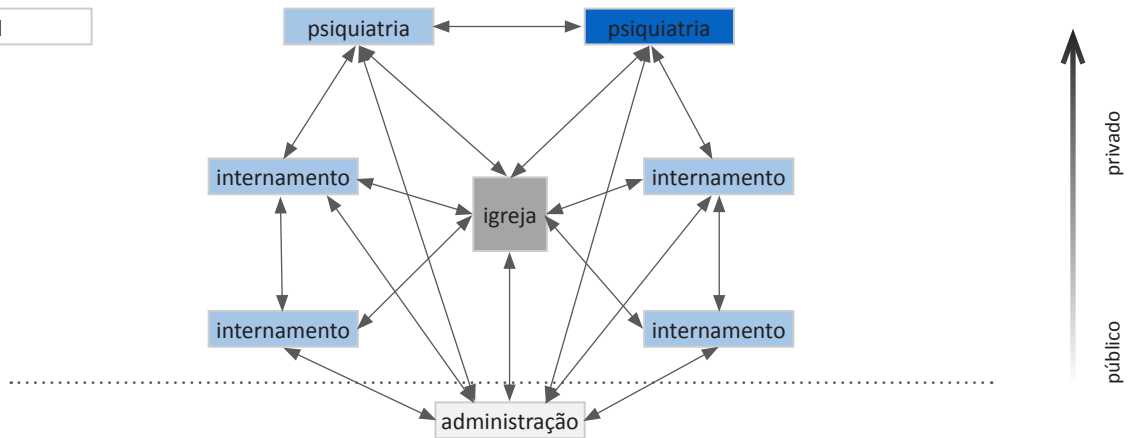 psiquiatria
psiquiatria
internamento
internamento
igreja
internamento
internamento
administração
privado
público